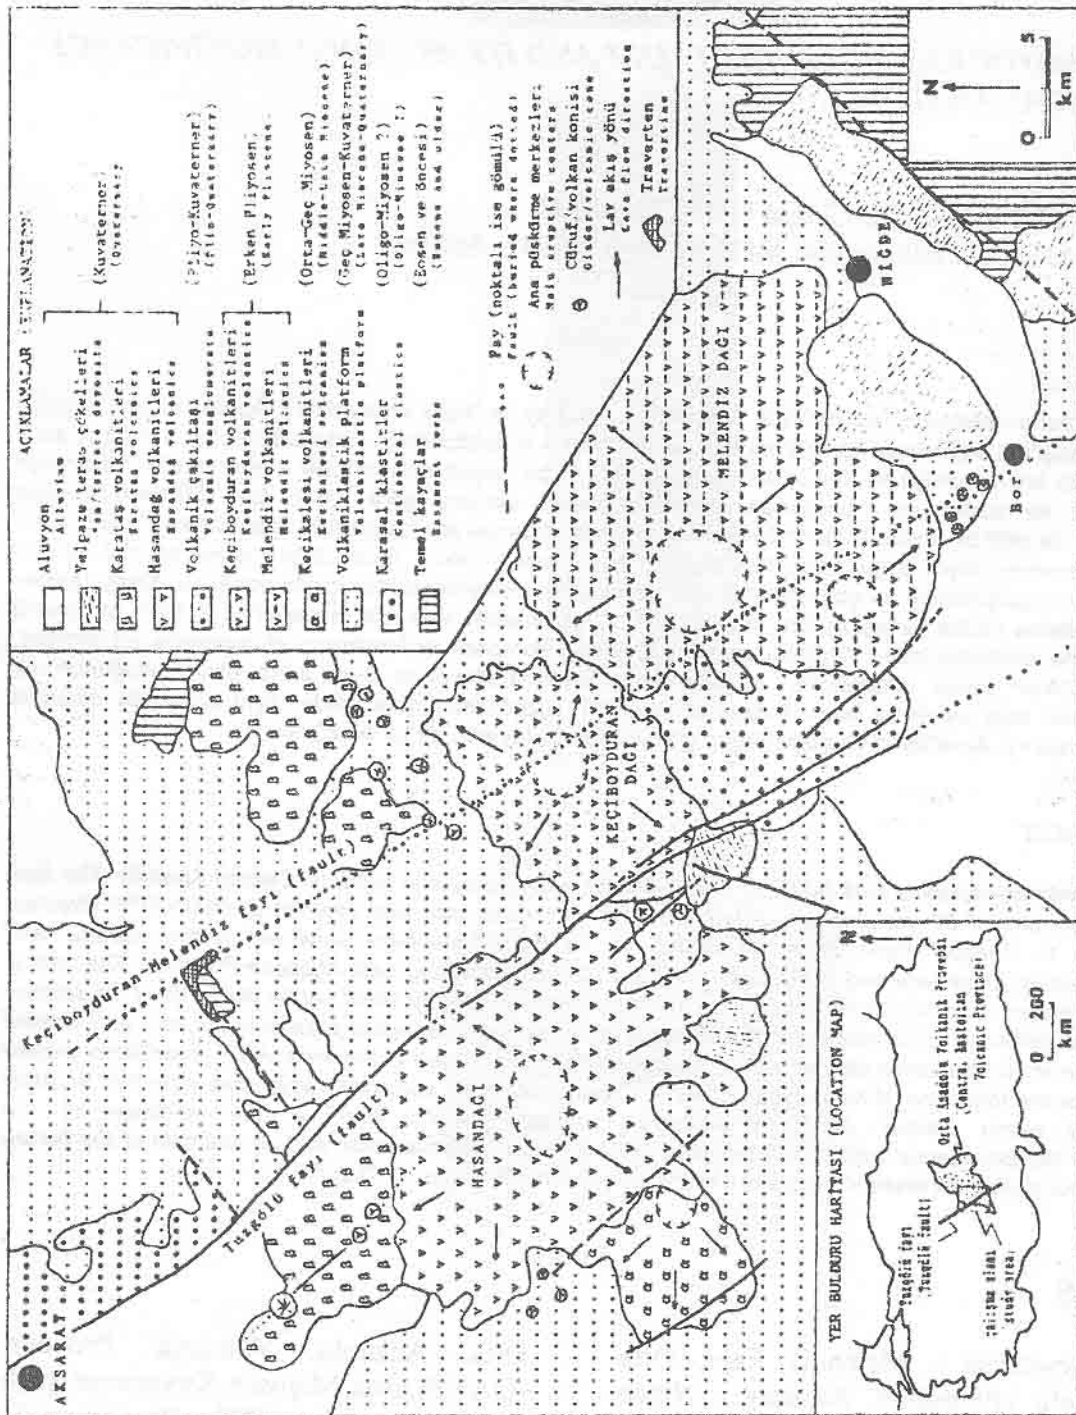 AÇIKLAMALAR
Aluvyon
Alluvium
Yelpaze teras çökelleri
Fan/terrace deposits
Karataş volkanitleri
Karataş volcanics
Hasandağ volkanitleri
Hasandağ volcanics
(Kuvaterner)
(Quaternary
Volkanik çakıltaşı
Volcanic conglomerate
(Pliyo-Kuvaterner)
(Plio-Quaternary)
Keçiboyduran volkanitleri
Keçiboyduran volcanics
Melendiz volkanitleri
Melendiz volcanics
(Erken Pliyosen)
(Early Pliocene)
Keçikalesi volkanitleri
Keçikalesi volcanics
(Orta-Geç Miyosen)
(Middle-Late Miocene)
Volkaniklastik platform
Volcaniclastic platform
(Geç Miyosen-Kuvaterner)
(Late Miocene-Quaternary)
Karasal klastitler
Continental clastics
(Oligo-Miyosen ?)
(Oligo-Miocene ?)
Temel kayaçlar
Basement rocks
(Eosen ve öncesi)
(Eocene and older)
Fay (noktalı ise gömülü)
Fault (buried where dotted)
Ana püskürme merkezleri
Main eruptive centers
Cüruf/volkan konisi
Cinder/volcanic cone
Lav akış yönü
Lava flow direction
Traverten
Travertine
N
0 5
km
AKSARAY
Keçiboyduran-Melendiz fayı (fault)
Tuzgölü fayı (fault)
HASANDAĞI
KEÇİBOYDURAN
DAĞI
MELENDİZ DAĞI
NİĞDE
Bor
YER BULDURU HARİTASI (LOCATION MAP)
N
Tuzgölü fayı
Tuzgölü fault
Orta Anadolu Volkanik Provensi
Central Anatolian
Volcanic Province
Çalışma alanı
study area
0 200
km